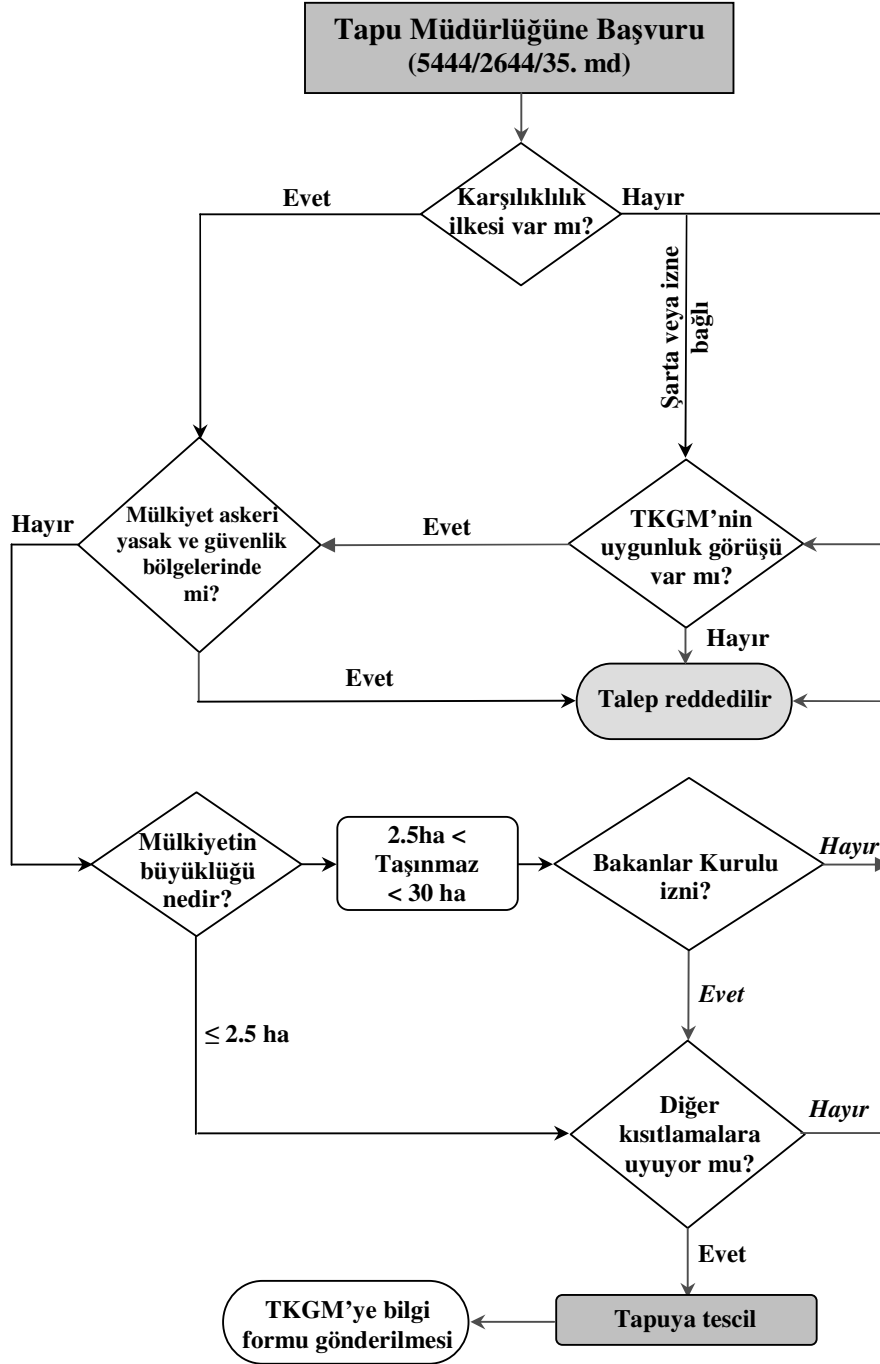 Tapu Müdürlüğüne Başvuru
(5444/2644/35. md)
Evet
Karşılıklılık
ilkesi var mı?
Hayır
Şarta veya izne
bağlı
Hayır
Mülkiyet askeri
yasak ve güvenlik
bölgelerinde
mi?
Evet
TKGM’nin
uygunluk görüşü
var mı?
Hayır
Evet
Talep reddedilir
Mülkiyetin
büyüklüğü
nedir?
2.5ha <
Taşınmaz
< 30 ha
Bakanlar Kurulu
izni?
Hayır
Evet
≤ 2.5 ha
Diğer
kısıtlamalara
uyuyor mu?
Hayır
Evet
TKGM’ye bilgi
formu gönderilmesi
Tapuya tescil